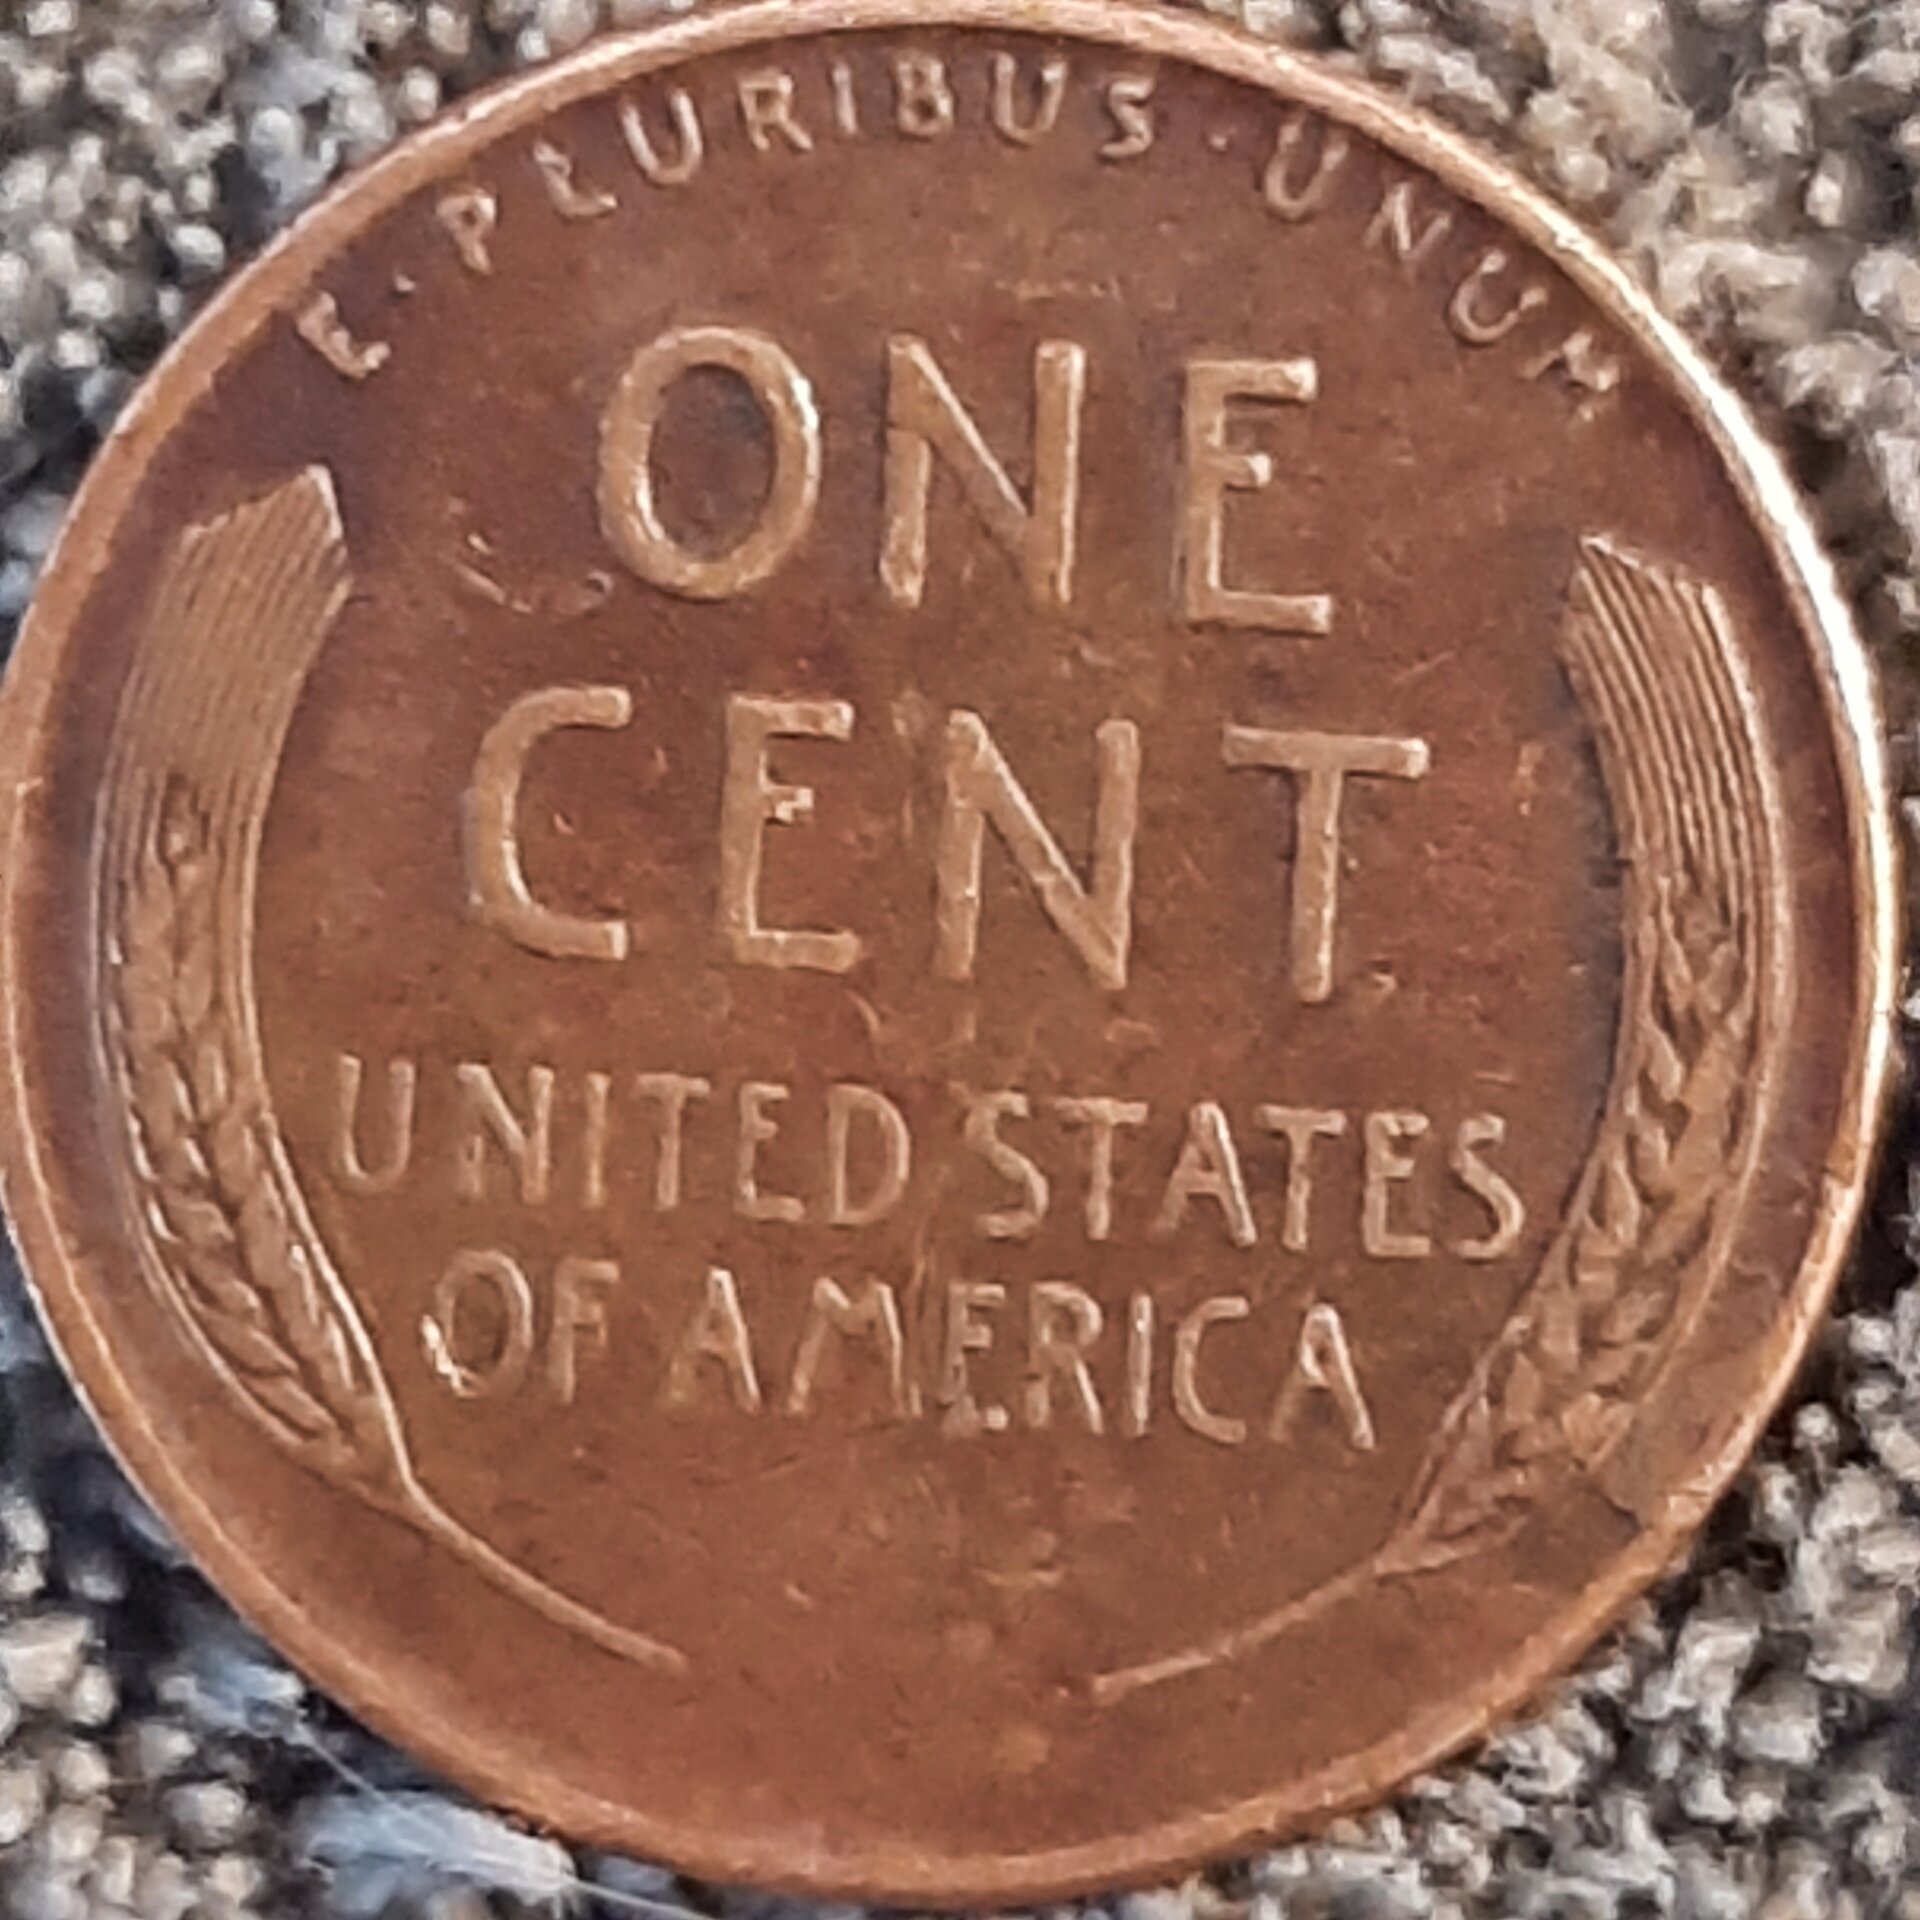 E·PLURIBUS·UNUM
ONE
CENT
UNITED STATES
OF AMERICA